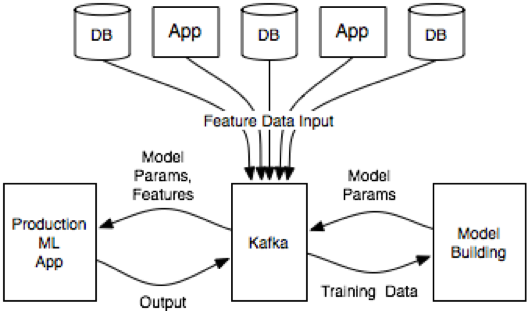 DB
App
DB
App
DB
Feature Data Input
Model
Params,
Features
Model
Params
Production
ML
App
Kafka
Model
Building
Output
Training Data